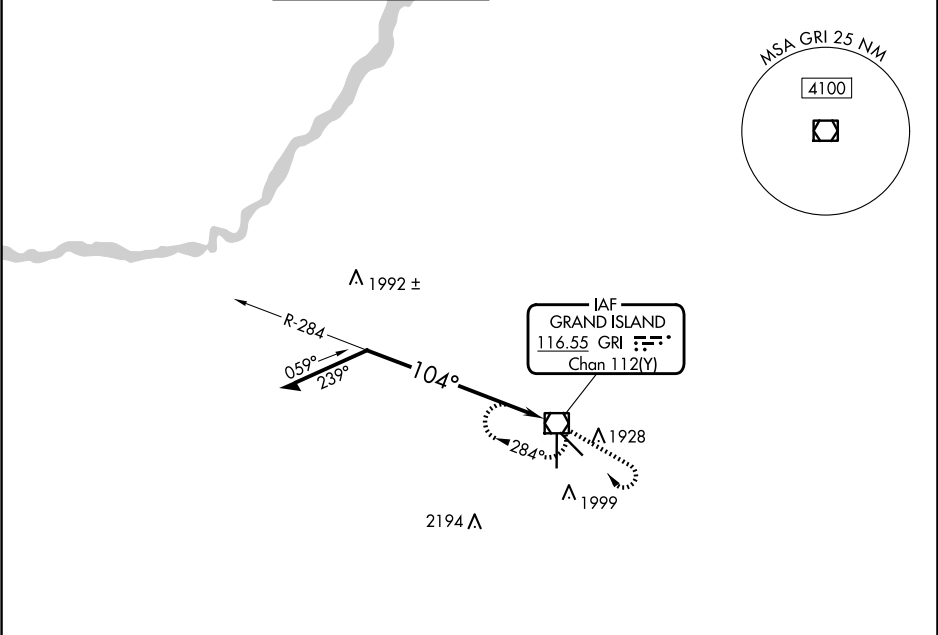 MSA GRI 25 NM
4100
1992 ±
R-284
059°
239°
104°
IAF
GRAND ISLAND
116.55 GRI
Chan 112(Y)
284°
1928
1999
2194